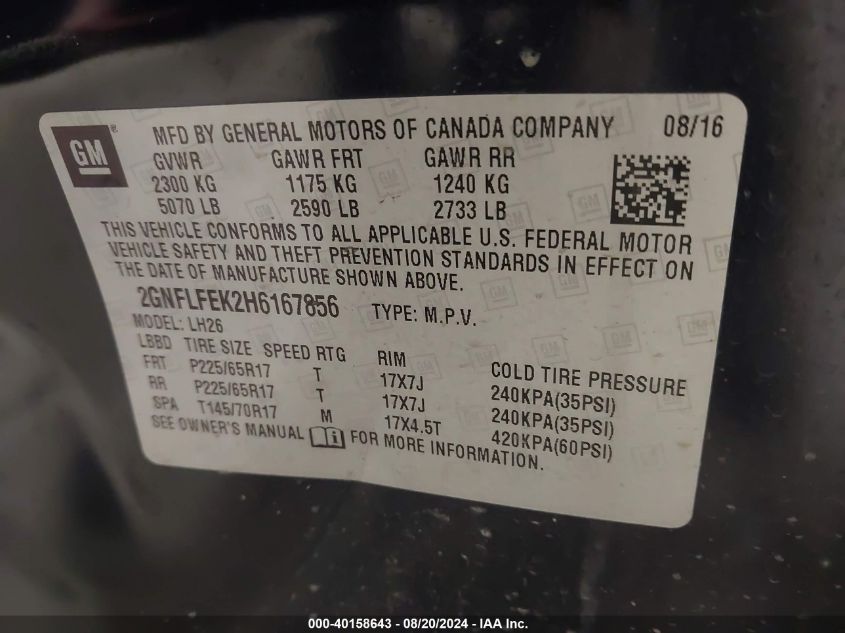 GM ®
MFD BY GENERAL MOTORS OF CANADA COMPANY 08/16
GVWR GAWR FRT GAWR RR
2300 KG 1175 KG 1240 KG
5070 LB 2590 LB 2733 LB
THIS VEHICLE CONFORMS TO ALL APPLICABLE U.S. FEDERAL MOTOR
VEHICLE SAFETY AND THEFT PREVENTION STANDARDS IN EFFECT ON
THE DATE OF MANUFACTURE SHOWN ABOVE.
2GNFLFEK2H6167856 TYPE: M.P.V.
MODEL: LH26
LBBD TIRE SIZE SPEED RTG RIM COLD TIRE PRESSURE
FRT P225/65R17 T 17X7J 240KPA(35PSI)
RR P225/65R17 T 17X7J 240KPA(35PSI)
SPA T145/70R17 M 17X4.5T 420KPA(60PSI)
SEE OWNER'S MANUAL FOR MORE INFORMATION.
000-40158643 - 08/20/2024 - IAA Inc.